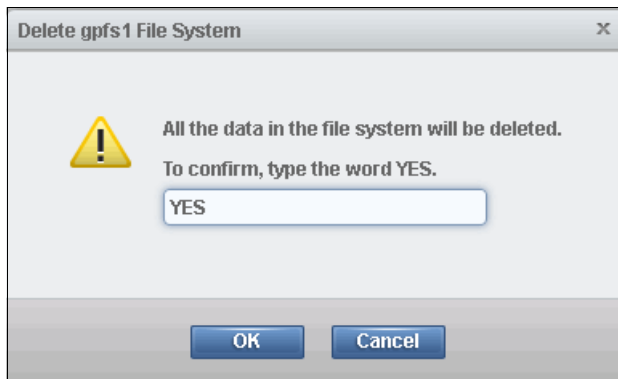 Delete gpfs1 File System x
All the data in the file system will be deleted.
To confirm, type the word YES.
YES
OK Cancel